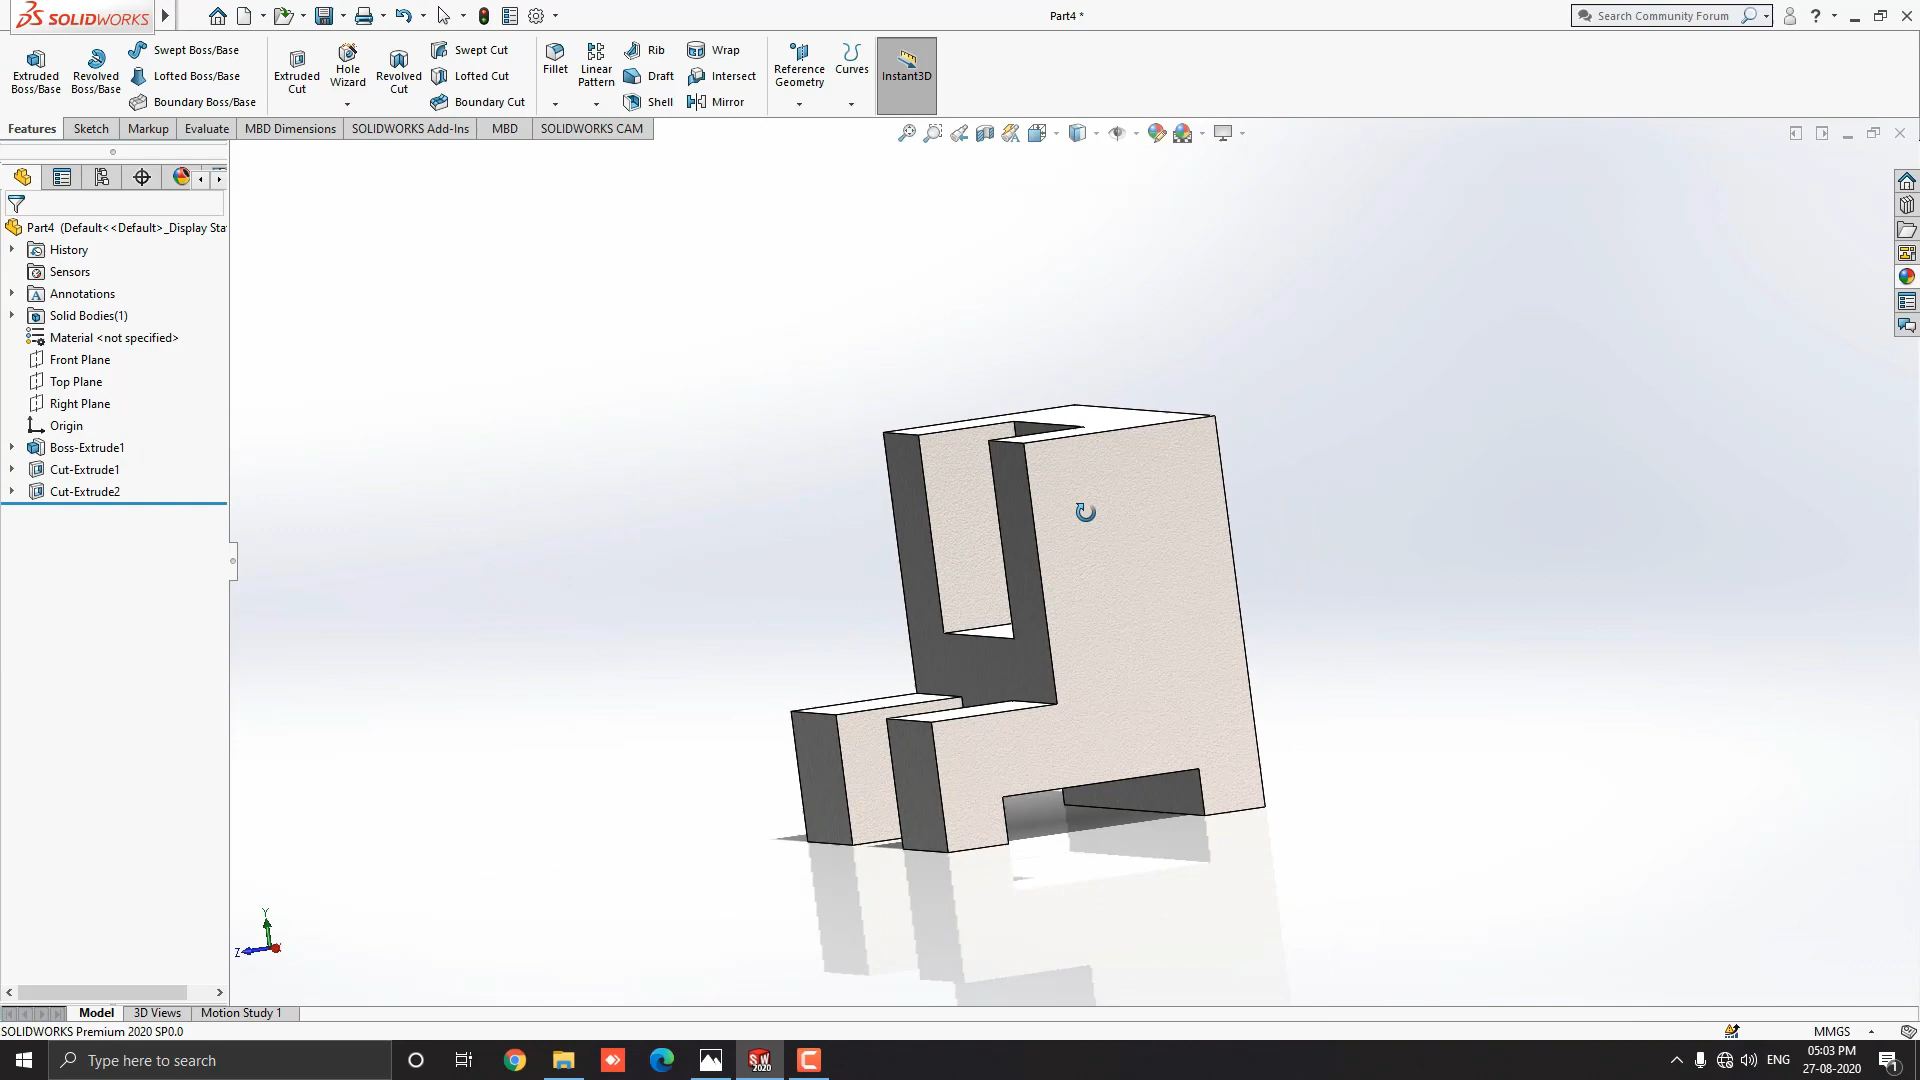 SOLIDWORKS
Part4 *
Search Community Forum
Extruded Boss/Base
Revolved Boss/Base
Swept Boss/Base
Lofted Boss/Base
Boundary Boss/Base
Extruded Cut
Hole Wizard
Revolved Cut
Swept Cut
Lofted Cut
Boundary Cut
Fillet
Linear Pattern
Rib
Draft
Shell
Wrap
Intersect
Mirror
Reference Geometry
Curves
Instant3D
Features
Sketch
Markup
Evaluate
MBD Dimensions
SOLIDWORKS Add-Ins
MBD
SOLIDWORKS CAM
Part4 (Default<<Default>_Display Sta
History
Sensors
Annotations
Solid Bodies(1)
Material <not specified>
Front Plane
Top Plane
Right Plane
Origin
Boss-Extrude1
Cut-Extrude1
Cut-Extrude2
Y
Z
Model
3D Views
Motion Study 1
SOLIDWORKS Premium 2020 SP0.0
MMGS
Type here to search
SW
2020
ENG
05:03 PM
27-08-2020
1